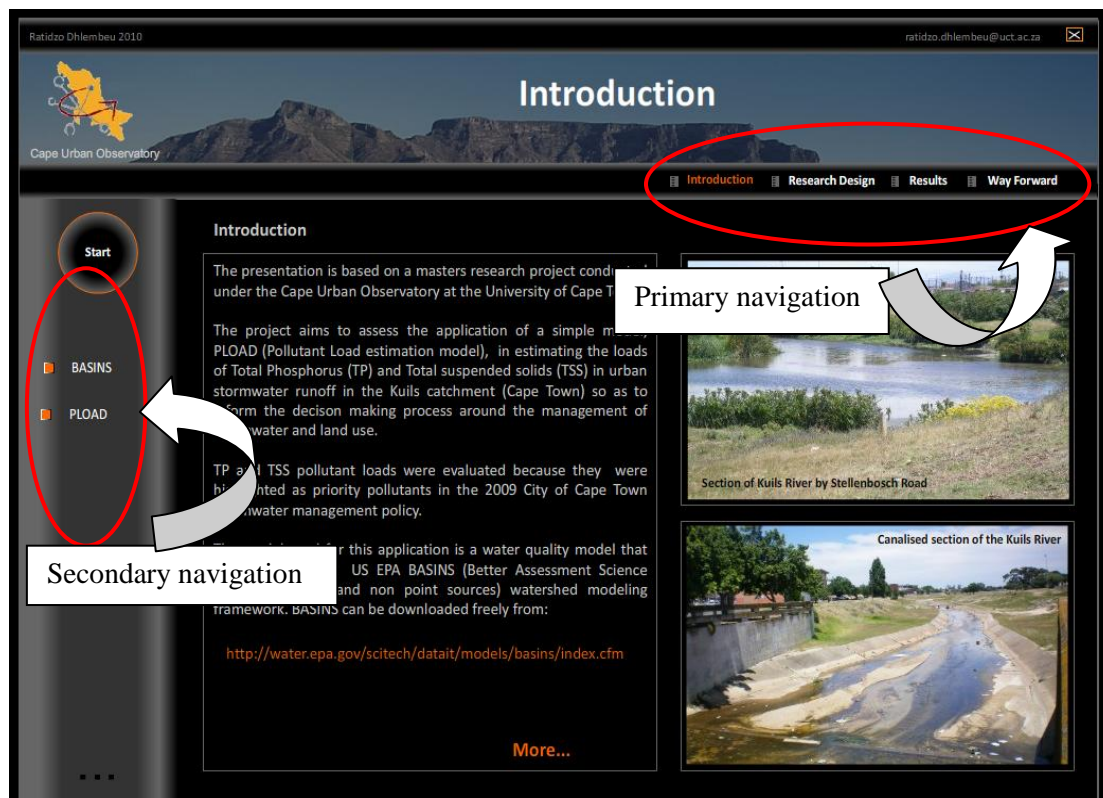 Ratidzo Dhlembeu 2010
ratidzo.dhlembeu@uct.ac.za
Introduction
Cape Urban Observatory
Introduction Research Design Results Way Forward
Start
BASINS
PLOAD
Introduction
The presentation is based on a masters research project
under the Cape Urban Observatory at the University of Cape
The project aims to assess the application of a simple
PLOAD (Pollutant Load estimation model), in estimating the loads
of Total Phosphorus (TP) and Total suspended solids (TSS) in urban
stormwater runoff in the Kuils catchment (Cape Town) so as to
the decison making process around the management of
and land use.
TP TSS pollutant loads were evaluated because they were
as priority pollutants in the 2009 City of Cape Town
management policy.
this application is a water quality model that
US EPA BASINS (Better Assessment Science
and non point sources) watershed modeling
framework. BASINS can be downloaded freely from:
http://water.epa.gov/scitech/datait/models/basins/index.cfm
More...
Primary navigation
Secondary navigation
Section of Kuils River by Stellenbosch Road
Canalised section of the Kuils River
...